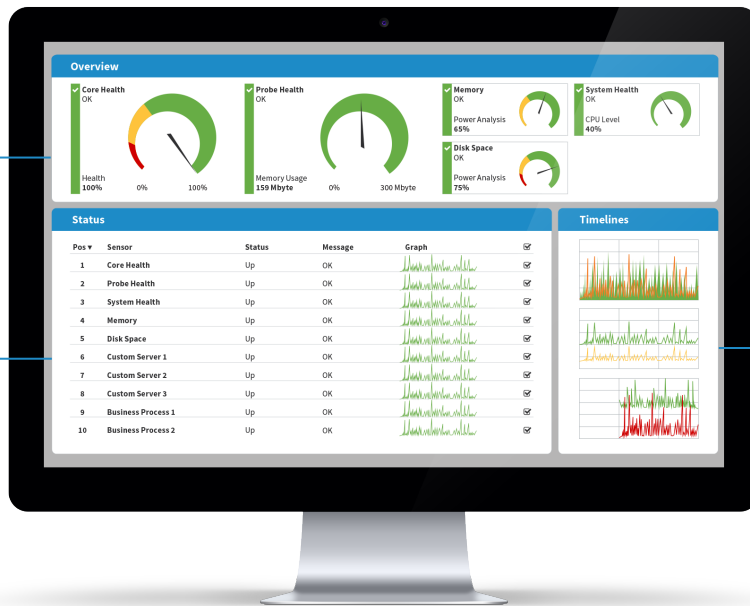 Overview
Core Health
OK
Health
100%
0%
100%
Probe Health
OK
Memory Usage
159 Mbyte
0%
300 Mbyte
Memory
OK
Power Analysis
65%
System Health
OK
CPU Level
40%
Disk Space
OK
Power Analysis
75%
Status
Pos ▾ Sensor Status Message Graph
1 Core Health Up OK
2 Probe Health Up OK
3 System Health Up OK
4 Memory Up OK
5 Disk Space Up OK
6 Custom Server 1 Up OK
7 Custom Server 2 Up OK
8 Custom Server 3 Up OK
9 Business Process 1 Up OK
10 Business Process 2 Up OK
Timelines